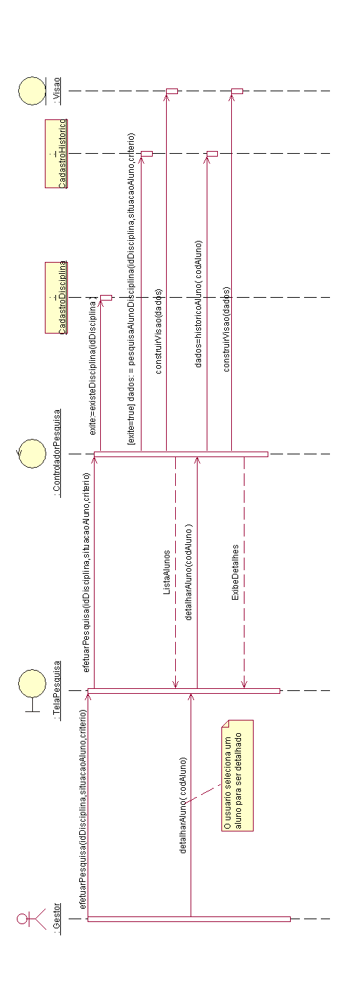 : Gestor
: TelaPesquisa
: ControladorPesquisa
:
CadastroDisciplina
:
CadastroHistorico
: Visao
efetuarPesquisa(idDisciplina,situacaoAluno,criterio)
efetuarPesquisa(idDisciplina,situacaoAluno,criterio)
exite:=existeDisciplina(idDisciplina)
[exite=true] dados: = pesquisaAlunoDisciplina(idDisciplina,situacaoAluno,criterio)
construirVisao(dados)
ListaAlunos
detalharAluno( codAluno)
detalharAluno(codAluno )
dados=historicoAluno( codAluno)
construirVisao(dados)
ExibeDetalhes
O usuario seleciona um
aluno para ser detalhado